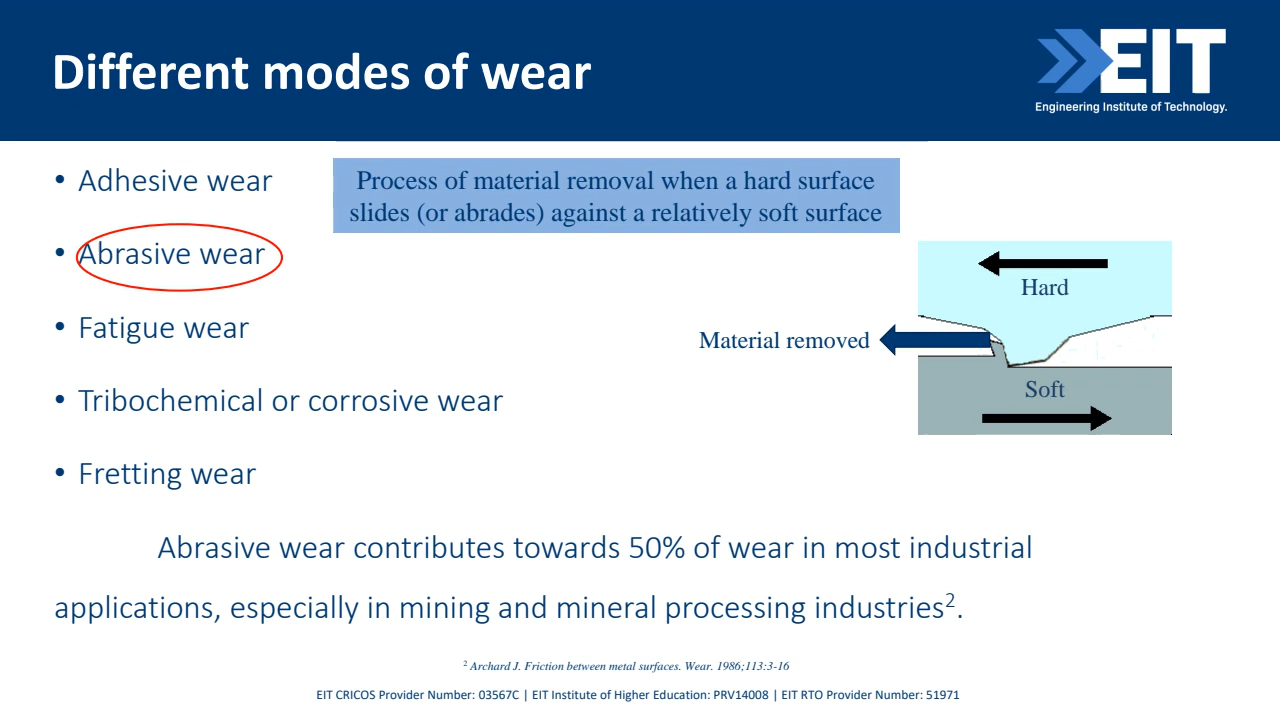 Different modes of wear
EIT
Engineering Institute of Technology.
• Adhesive wear
Process of material removal when a hard surface
slides (or abrades) against a relatively soft surface
• Abrasive wear
Hard
• Fatigue wear
Material removed
Soft
• Tribochemical or corrosive wear
• Fretting wear
Abrasive wear contributes towards 50% of wear in most industrial
applications, especially in mining and mineral processing industries².
² Archard J. Friction between metal surfaces. Wear. 1986;113:3-16
EIT CRICOS Provider Number: 03567C | EIT Institute of Higher Education: PRV14008 | EIT RTO Provider Number: 51971